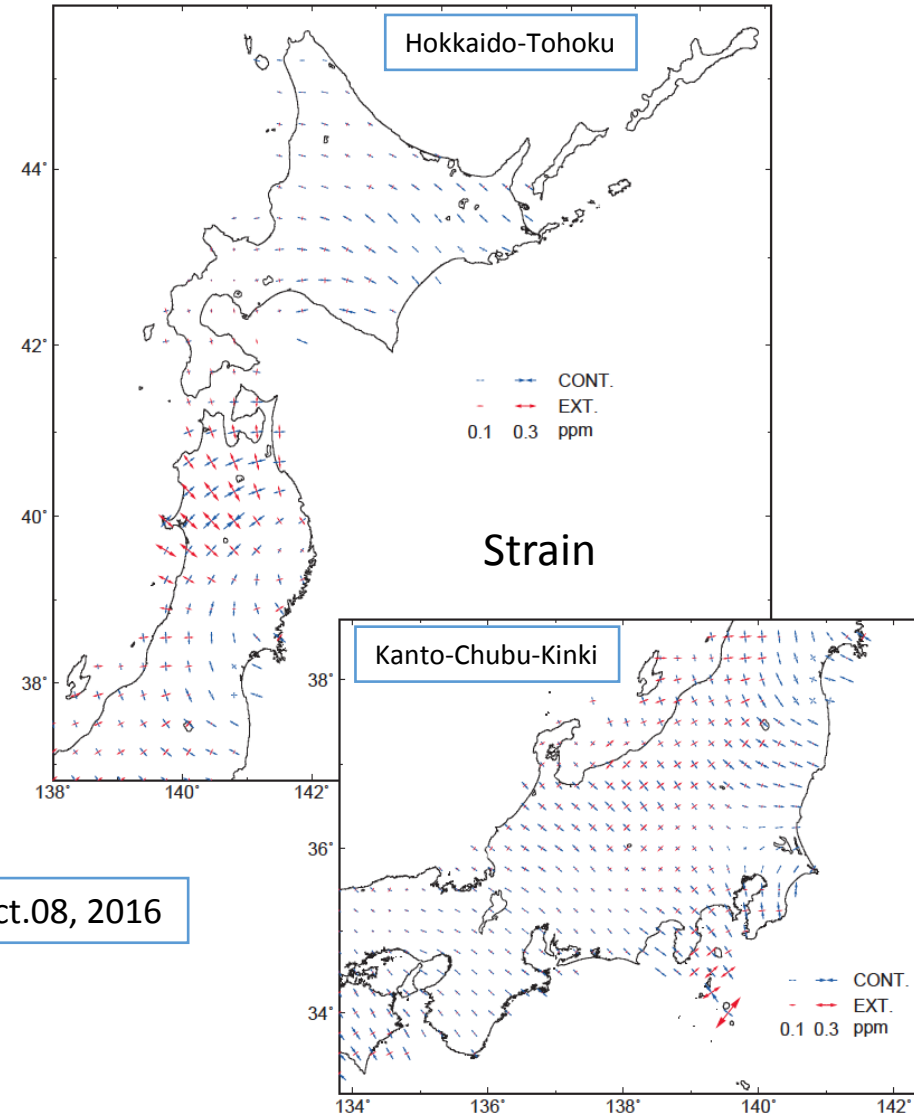 Hokkaido-Tohoku
44°
42°
CONT.
EXT.
0.1 0.3 ppm
40°
Strain
38°
138° 140° 142°
Kanto-Chubu-Kinki
38°
36°
34°
CONT.
EXT.
0.1 0.3 ppm
134° 136° 138° 140° 142°
ct.08, 2016